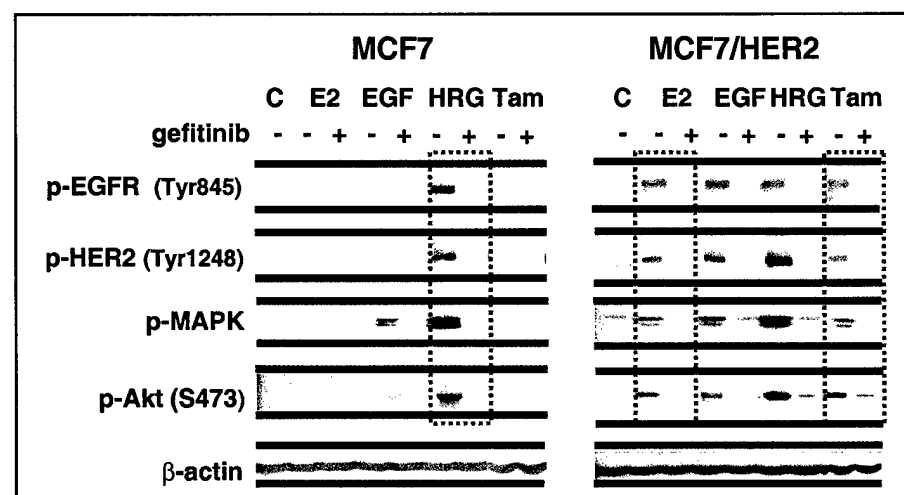 MCF7 MCF7/HER2
C E2 EGF HRG Tam C E2 EGF HRG Tam
gefitinib - - + - + - + - + - - + - + - + - +
p-EGFR (Tyr845)
p-HER2 (Tyr1248)
p-MAPK
p-Akt (S473)
β-actin